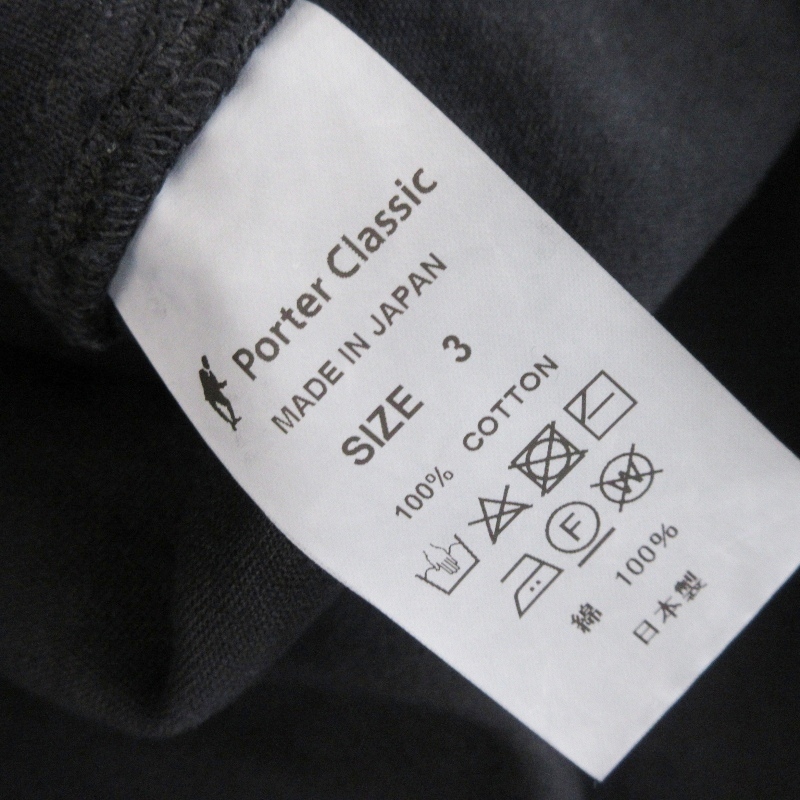 Porter Classic
MADE IN JAPAN
SIZE 3
100% COTTON
F W
綿 100%
日本製